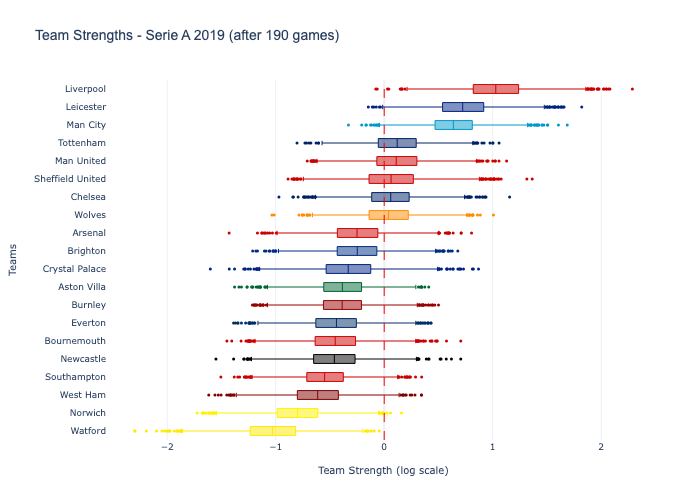 Team Strengths - Serie A 2019 (after 190 games)
Liverpool
Leicester
Man City
Tottenham
Man United
Sheffield United
Chelsea
Wolves
Arsenal
Brighton
Crystal Palace
Aston Villa
Burnley
Everton
Bournemouth
Newcastle
Southampton
West Ham
Norwich
Watford
Teams
−2 −1 0 1 2
Team Strength (log scale)